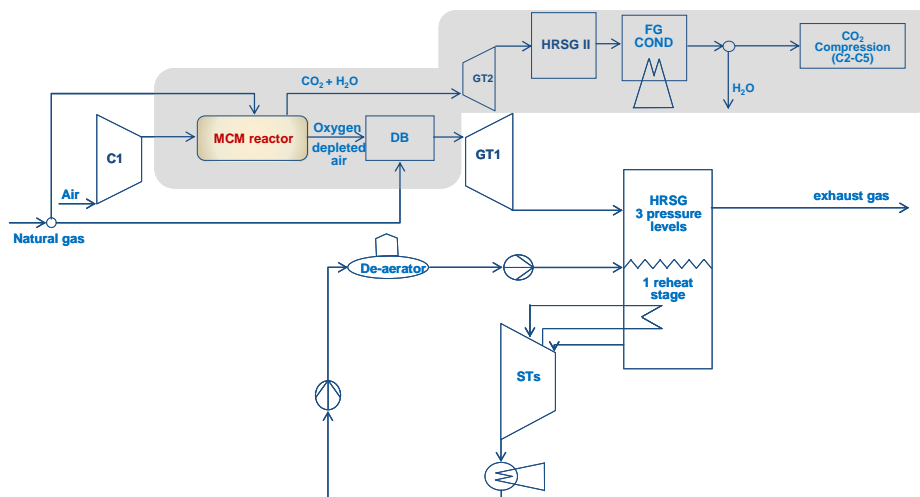 FG
COND
HRSG II
CO₂
Compression
(C2-C5)
GT2
CO₂ + H₂O
H₂O
MCM reactor
Oxygen
depleted
air
DB
C1
GT1
Air
Natural gas
HRSG
3 pressure
levels
exhaust gas
De-aerator
1 reheat
stage
STs